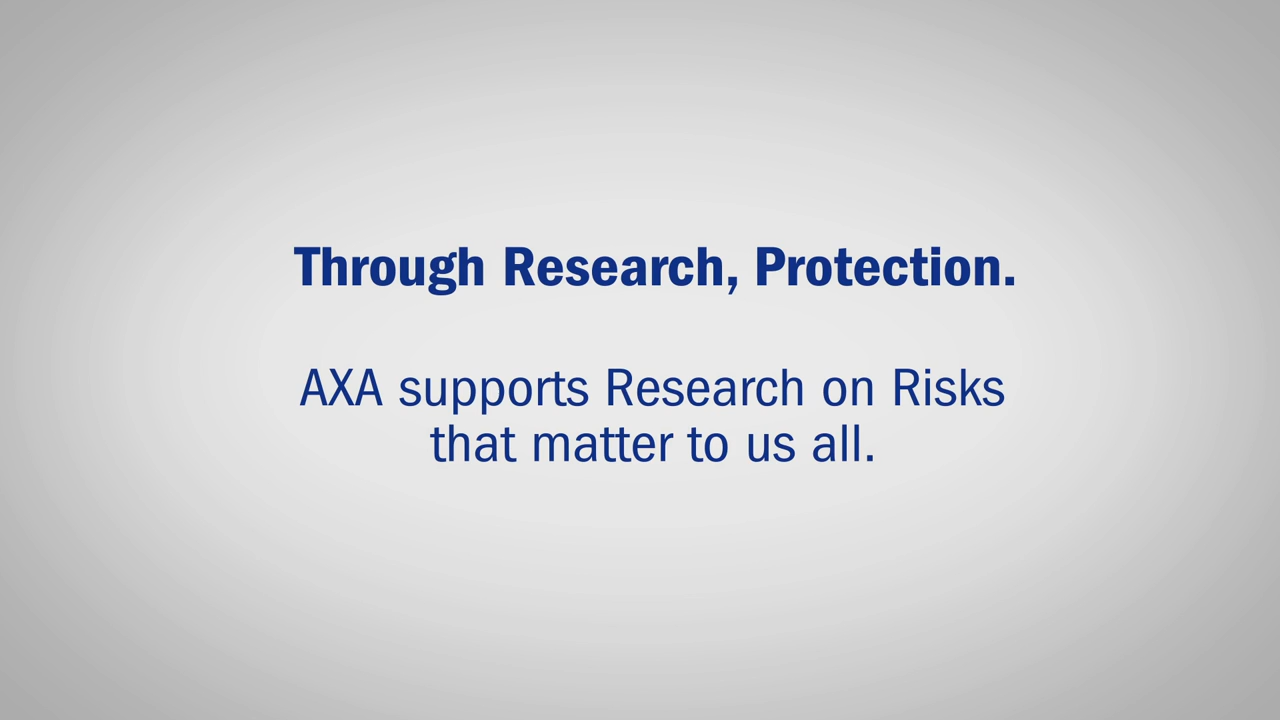 Through Research, Protection.
AXA supports Research on Risks
that matter to us all.